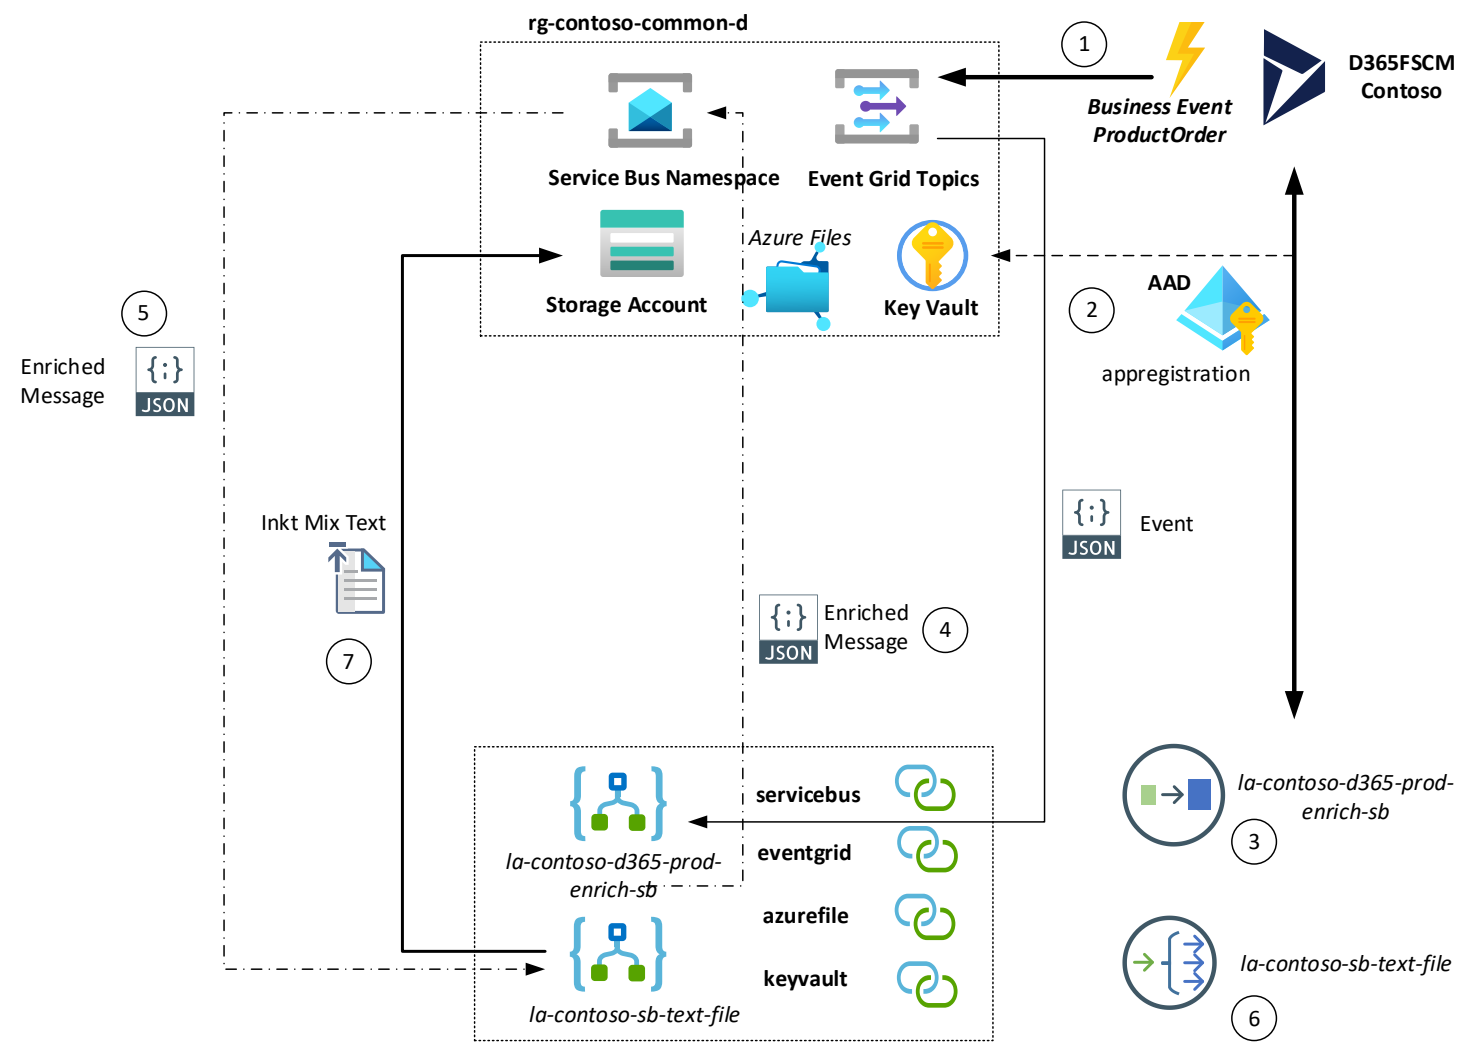 rg-contoso-common-d
1
D365FSCM
Contoso
Business Event
ProductOrder
Service Bus Namespace
Event Grid Topics
Azure Files
Storage Account
Key Vault
2
AAD
appregistration
5
Enriched
Message
{;}
JSON
Inkt Mix Text
7
{;}
JSON
Event
{;}
JSON
Enriched
Message
4
servicebus
eventgrid
azurefile
keyvault
la-contoso-d365-prod-
enrich-sb
la-contoso-sb-text-file
la-contoso-d365-prod-
enrich-sb
3
la-contoso-sb-text-file
6